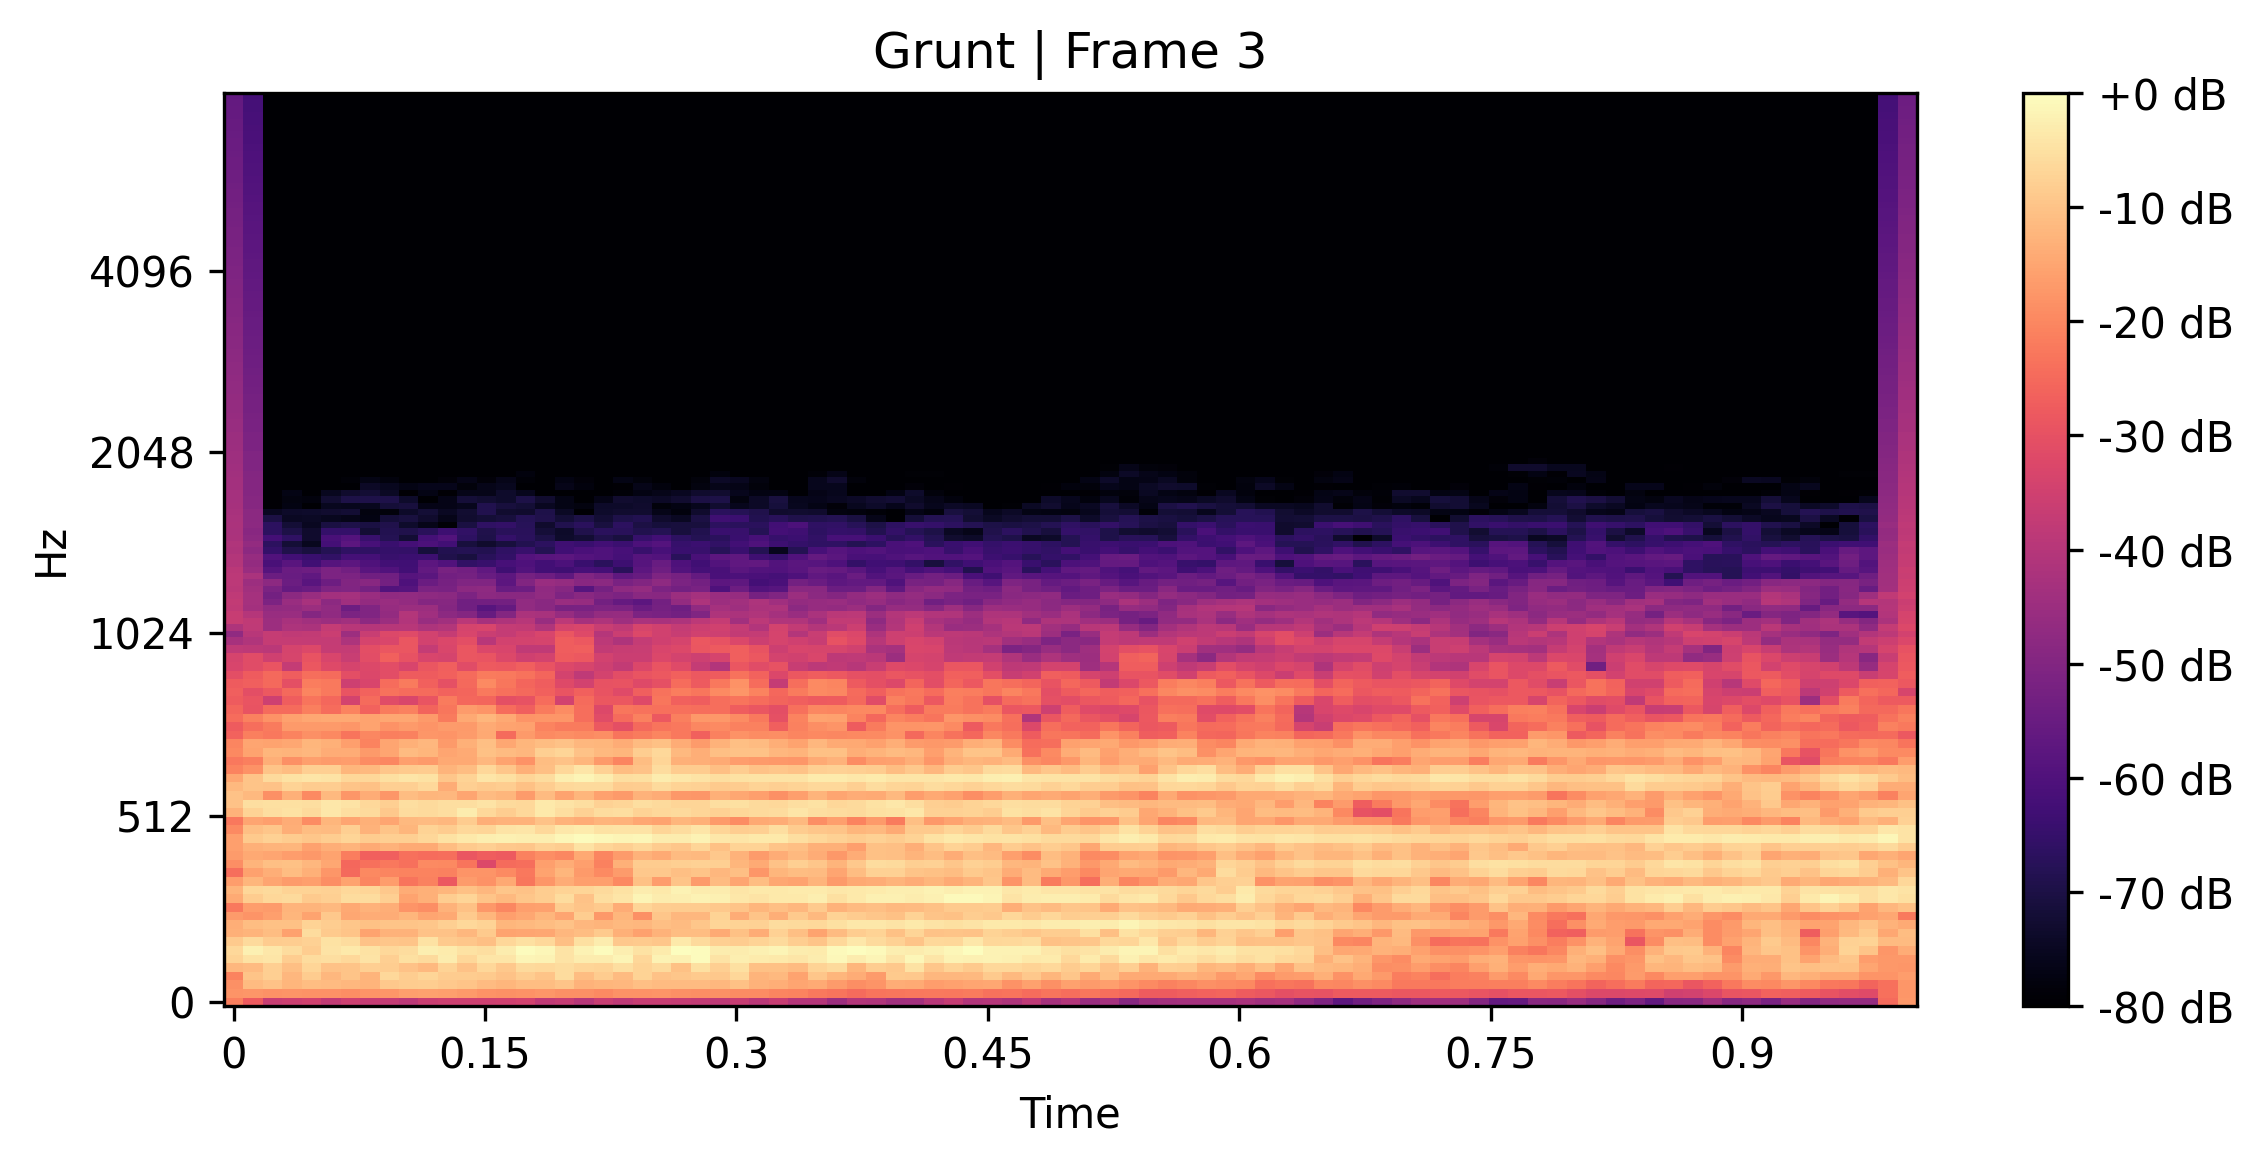 Grunt | Frame 3
Hz
4096
2048
1024
512
0
0 0.15 0.3 0.45 0.6 0.75 0.9
Time
+0 dB
-10 dB
-20 dB
-30 dB
-40 dB
-50 dB
-60 dB
-70 dB
-80 dB